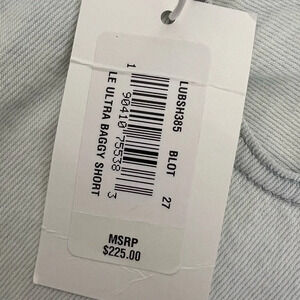 LUBSH385 BLOT 27
1 90410 75538 3
LE ULTRA BAGGY SHORT
MSRP
$225.00